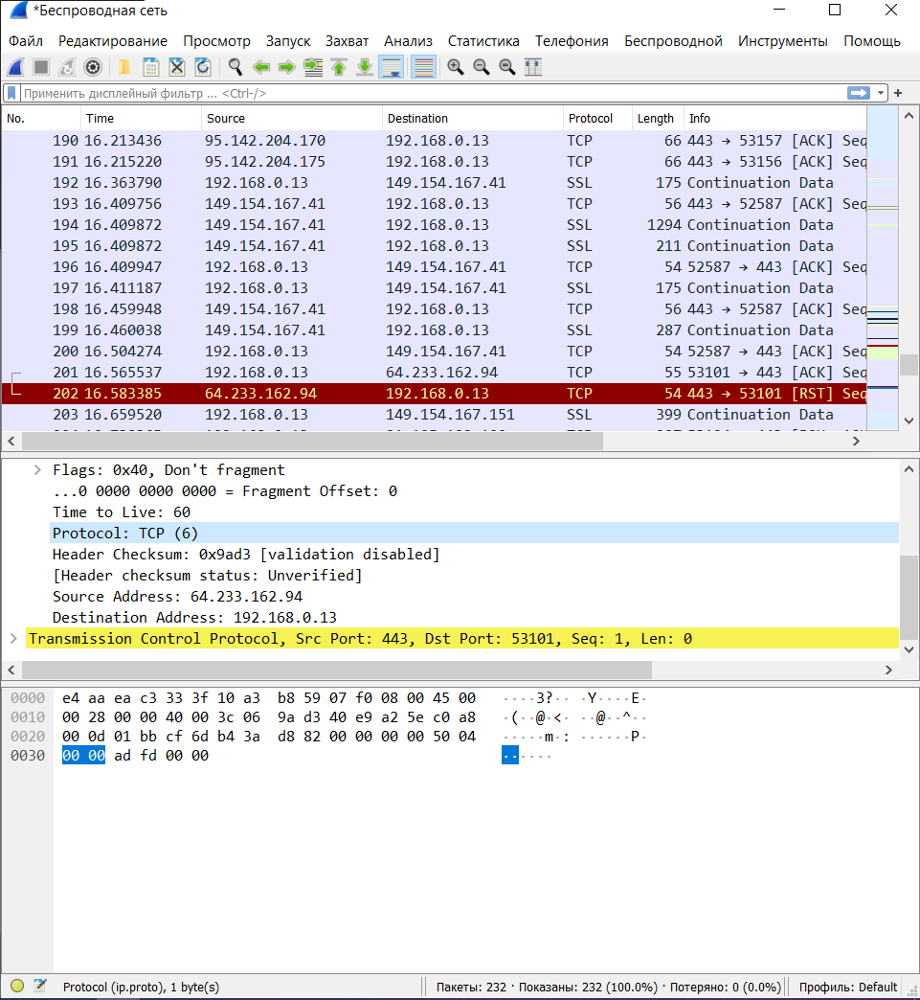 *Беспроводная сеть
Файл Редактирование Просмотр Запуск Захват Анализ Статистика Телефония Беспроводной Инструменты Помощь
Применить дисплейный фильтр ... <Ctrl-/>
No. Time Source Destination Protocol Length Info
190 16.213436 95.142.204.170 192.168.0.13 TCP 66 443 → 53157 [ACK] Seq
191 16.215220 95.142.204.175 192.168.0.13 TCP 66 443 → 53156 [ACK] Seq
192 16.363790 192.168.0.13 149.154.167.41 SSL 175 Continuation Data
193 16.409756 149.154.167.41 192.168.0.13 TCP 56 443 → 52587 [ACK] Seq
194 16.409872 149.154.167.41 192.168.0.13 SSL 1294 Continuation Data
195 16.409872 149.154.167.41 192.168.0.13 SSL 211 Continuation Data
196 16.409947 192.168.0.13 149.154.167.41 TCP 54 52587 → 443 [ACK] Seq
197 16.411187 192.168.0.13 149.154.167.41 SSL 175 Continuation Data
198 16.459948 149.154.167.41 192.168.0.13 TCP 56 443 → 52587 [ACK] Seq
199 16.460038 149.154.167.41 192.168.0.13 SSL 287 Continuation Data
200 16.504274 192.168.0.13 149.154.167.41 TCP 54 52587 → 443 [ACK] Seq
201 16.565537 192.168.0.13 64.233.162.94 TCP 55 53101 → 443 [ACK] Seq
202 16.583385 64.233.162.94 192.168.0.13 TCP 54 443 → 53101 [RST] Seq
203 16.659520 192.168.0.13 149.154.167.151 SSL 399 Continuation Data
Flags: 0x40, Don't fragment
...0 0000 0000 0000 = Fragment Offset: 0
Time to Live: 60
Protocol: TCP (6)
Header Checksum: 0x9ad3 [validation disabled]
[Header checksum status: Unverified]
Source Address: 64.233.162.94
Destination Address: 192.168.0.13
Transmission Control Protocol, Src Port: 443, Dst Port: 53101, Seq: 1, Len: 0
0000 e4 aa ea c3 33 3f 10 a3 b8 59 07 f0 08 00 45 00 ····3?·· ·Y····E·
0010 00 28 00 00 40 00 3c 06 9a d3 40 e9 a2 5e c0 a8 ·(··@·<· ··@··^··
0020 00 0d 01 bb cf 6d b4 3a d8 82 00 00 00 00 50 04 ·····m·: ······P·
0030 00 00 ad fd 00 00 ······
Protocol (ip.proto), 1 byte(s) Пакеты: 232 · Показаны: 232 (100.0%) · Потеряно: 0 (0.0%) Профиль: Default